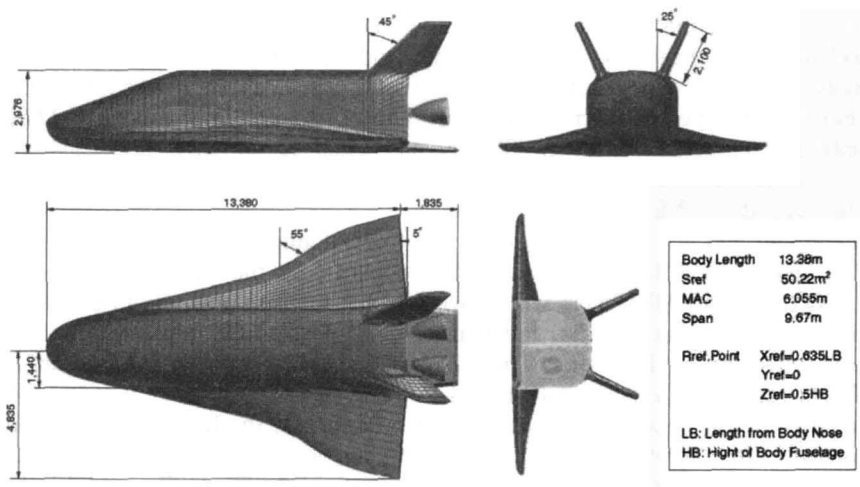 45°
25°
2,100
2,976
13,380
1,835
55°
5°
1,440
4,835
Body Length 13.38m
Sref 50.22m²
MAC 6.055m
Span 9.67m
Rref.Point Xref=0.635LB
Yref=0
Zref=0.5HB
LB: Length from Body Nose
HB: Hight of Body Fuselage